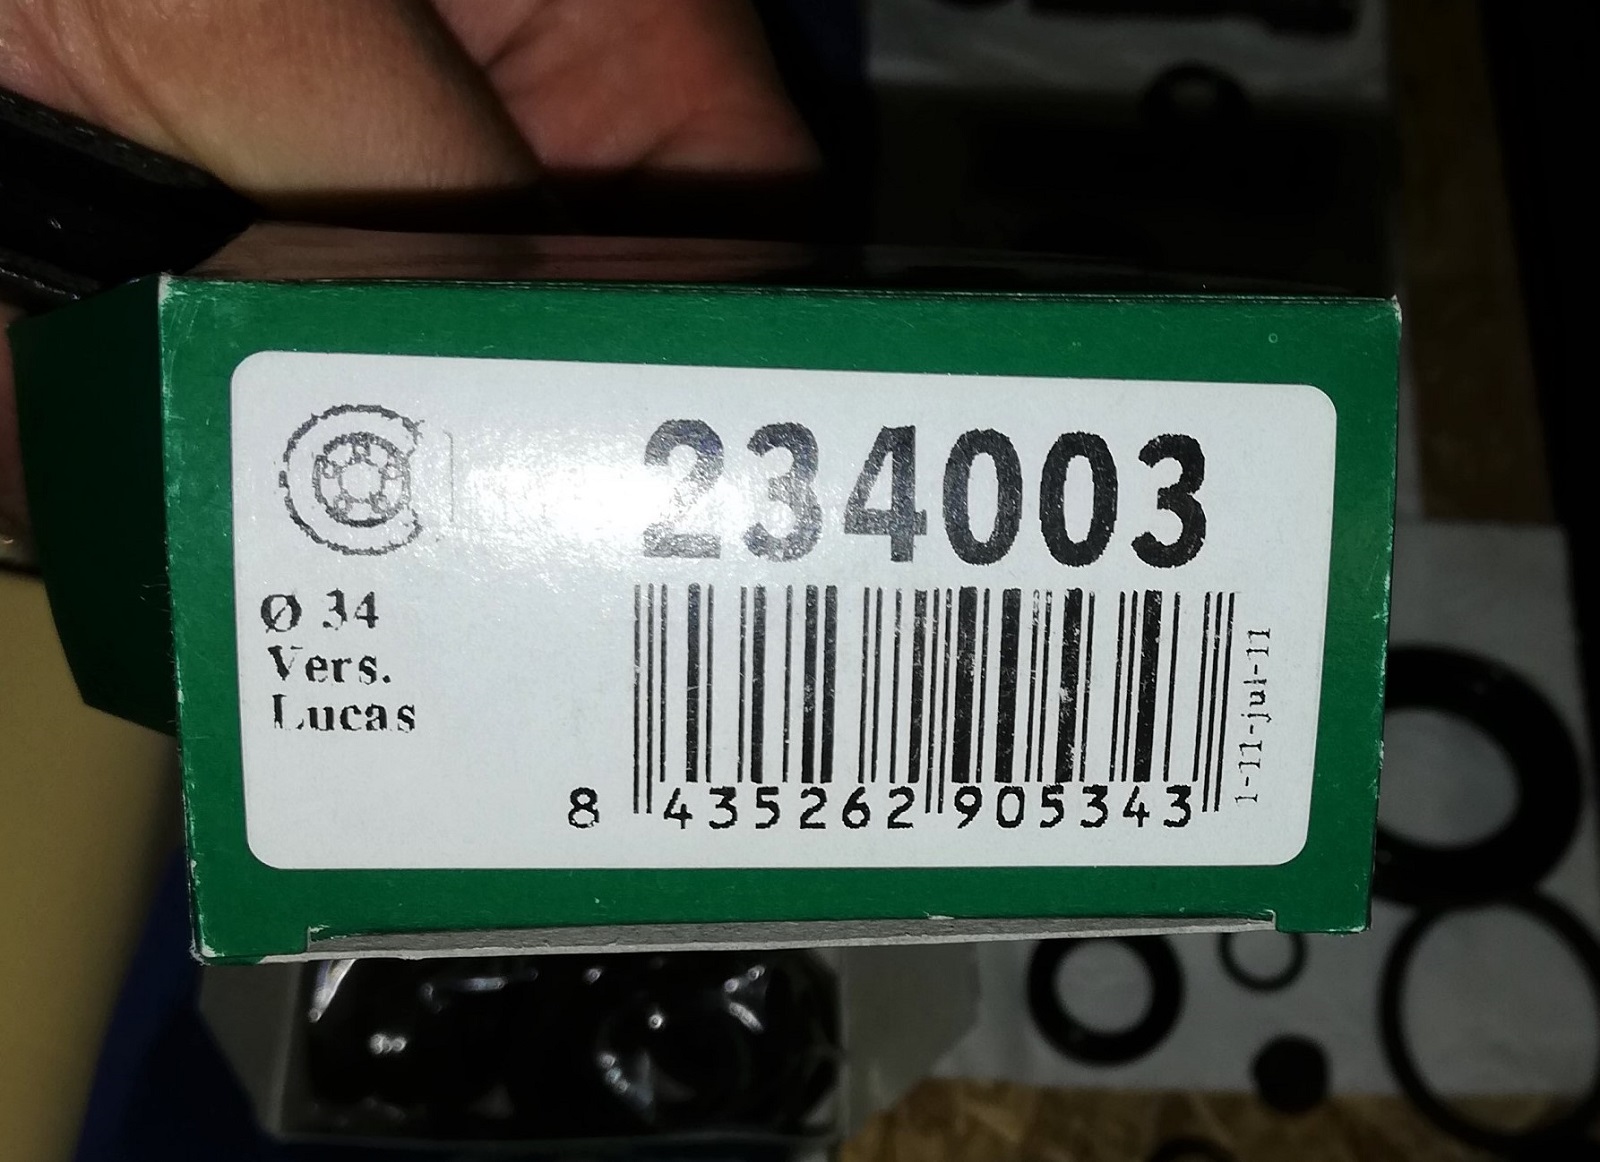 234003
Ø 34
Vers.
Lucas
8 435262 905343
1-11-jul-11